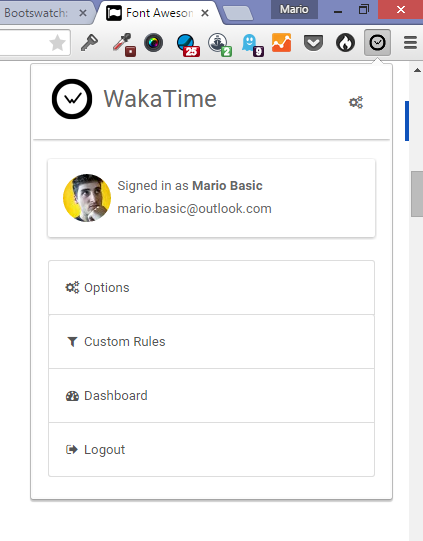 Bootswatch:
Font Awesom
Mario
25
2
9
WakaTime
Signed in as Mario Basic
mario.basic@outlook.com
Options
Custom Rules
Dashboard
Logout